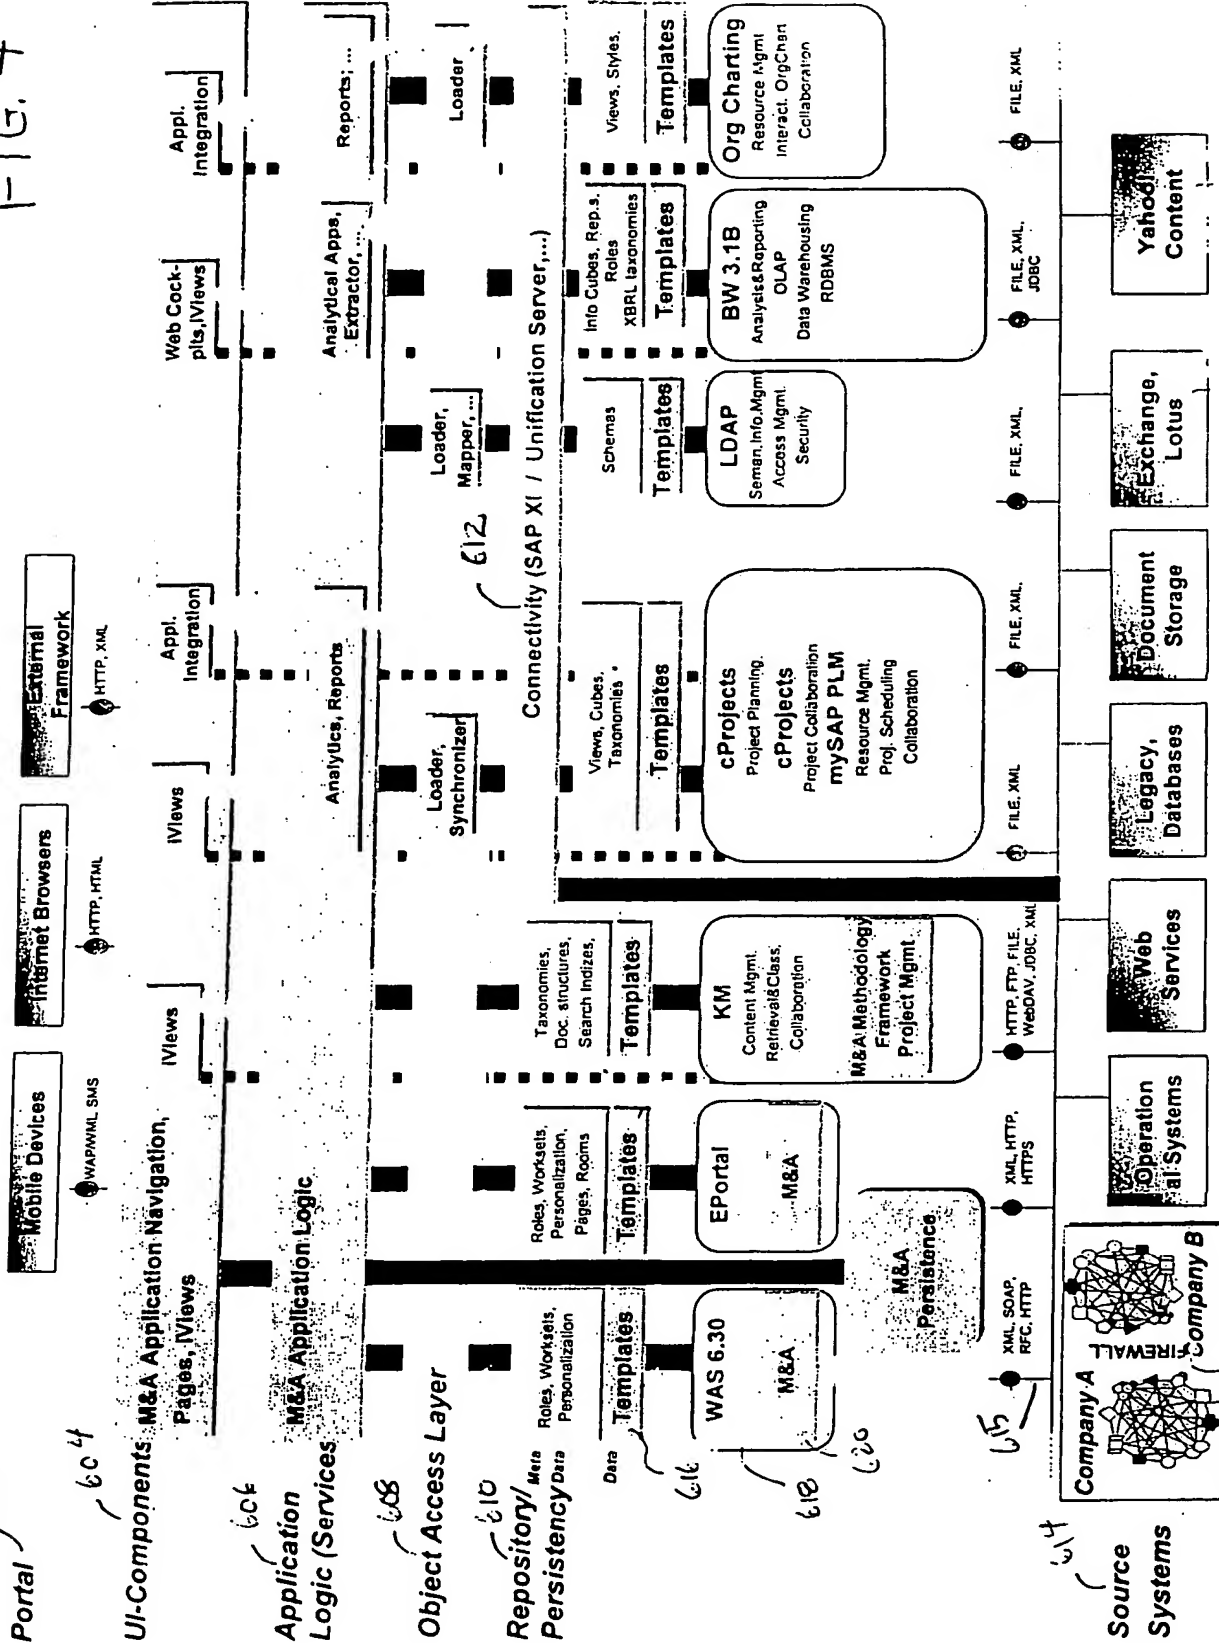 FIG. 4
Portal
Mobile Devices
Internet Browsers
External
Framework
WAP/WML SMS
HTTP, HTML
HTTP, XML
604
UI-Components
M&A Application Navigation,
Pages, IViews
IViews
IViews
Appl.
Integration
Web Cock-
pits,IViews
Appl.
Integration
606
Application
Logic (Services
M&A Application Logic
Analytics, Reports
Analytical Apps,
Extractor, ...
Reports; ...
608
Object Access Layer
Loader,
Synchronizer
Loader,
Mapper, ...
Loader
610
Repository/
Persistency
Meta
Data
Data
612
Connectivity (SAP XI / Unification Server,...)
Roles, Worksets,
Personalization
Roles, Worksets,
Personalization,
Pages, Rooms
Taxonomies,
Doc. structures,
Search Indizes,
Views, Cubes,
Taxonomies
Schemas
Info Cubes, Rep.s,
Roles
XBRL taxonomies
Views, Styles,
Templates
Templates
Templates
Templates
Templates
Templates
Templates
616
WAS 6.30
M&A
618
620
EPortal
M&A
M&A
Persistence
KM
Content Mgmt.
Retrieval&Class,
Collaboration
M&A Methodology
Framework
Project Mgmt
cProjects
Project Planning.
cProjects
Project Collaboration
mySAP PLM
Resource Mgmt.
Proj. Scheduling
Collaboration
LDAP
Seman.Info.Mgmt
Access Mgmt.
Security
BW 3.1B
Analysis&Reporting
OLAP
Data Warehousing
RDBMS
Org Charting
Resource Mgmt
Interact. OrgChart
Collaboration
615
XML, SOAP,
RFC, HTTP
XML, HTTP,
HTTPS
HTTP, FTP, FILE,
WebDAV, JDBC, XML
FILE, XML
FILE, XML,
FILE, XML,
FILE, XML,
JDBC
FILE, XML
614
Source
Systems
Company A
FIREWALL
Company B
Operation
al Systems
Web
Services
Legacy,
Databases
Document
Storage
Exchange,
Lotus
Yahoo!
Content